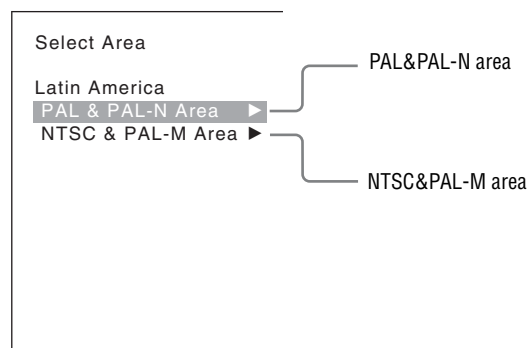 Select Area
Latin America
PAL & PAL-N Area ▶
NTSC & PAL-M Area ▶
PAL&PAL-N area
NTSC&PAL-M area